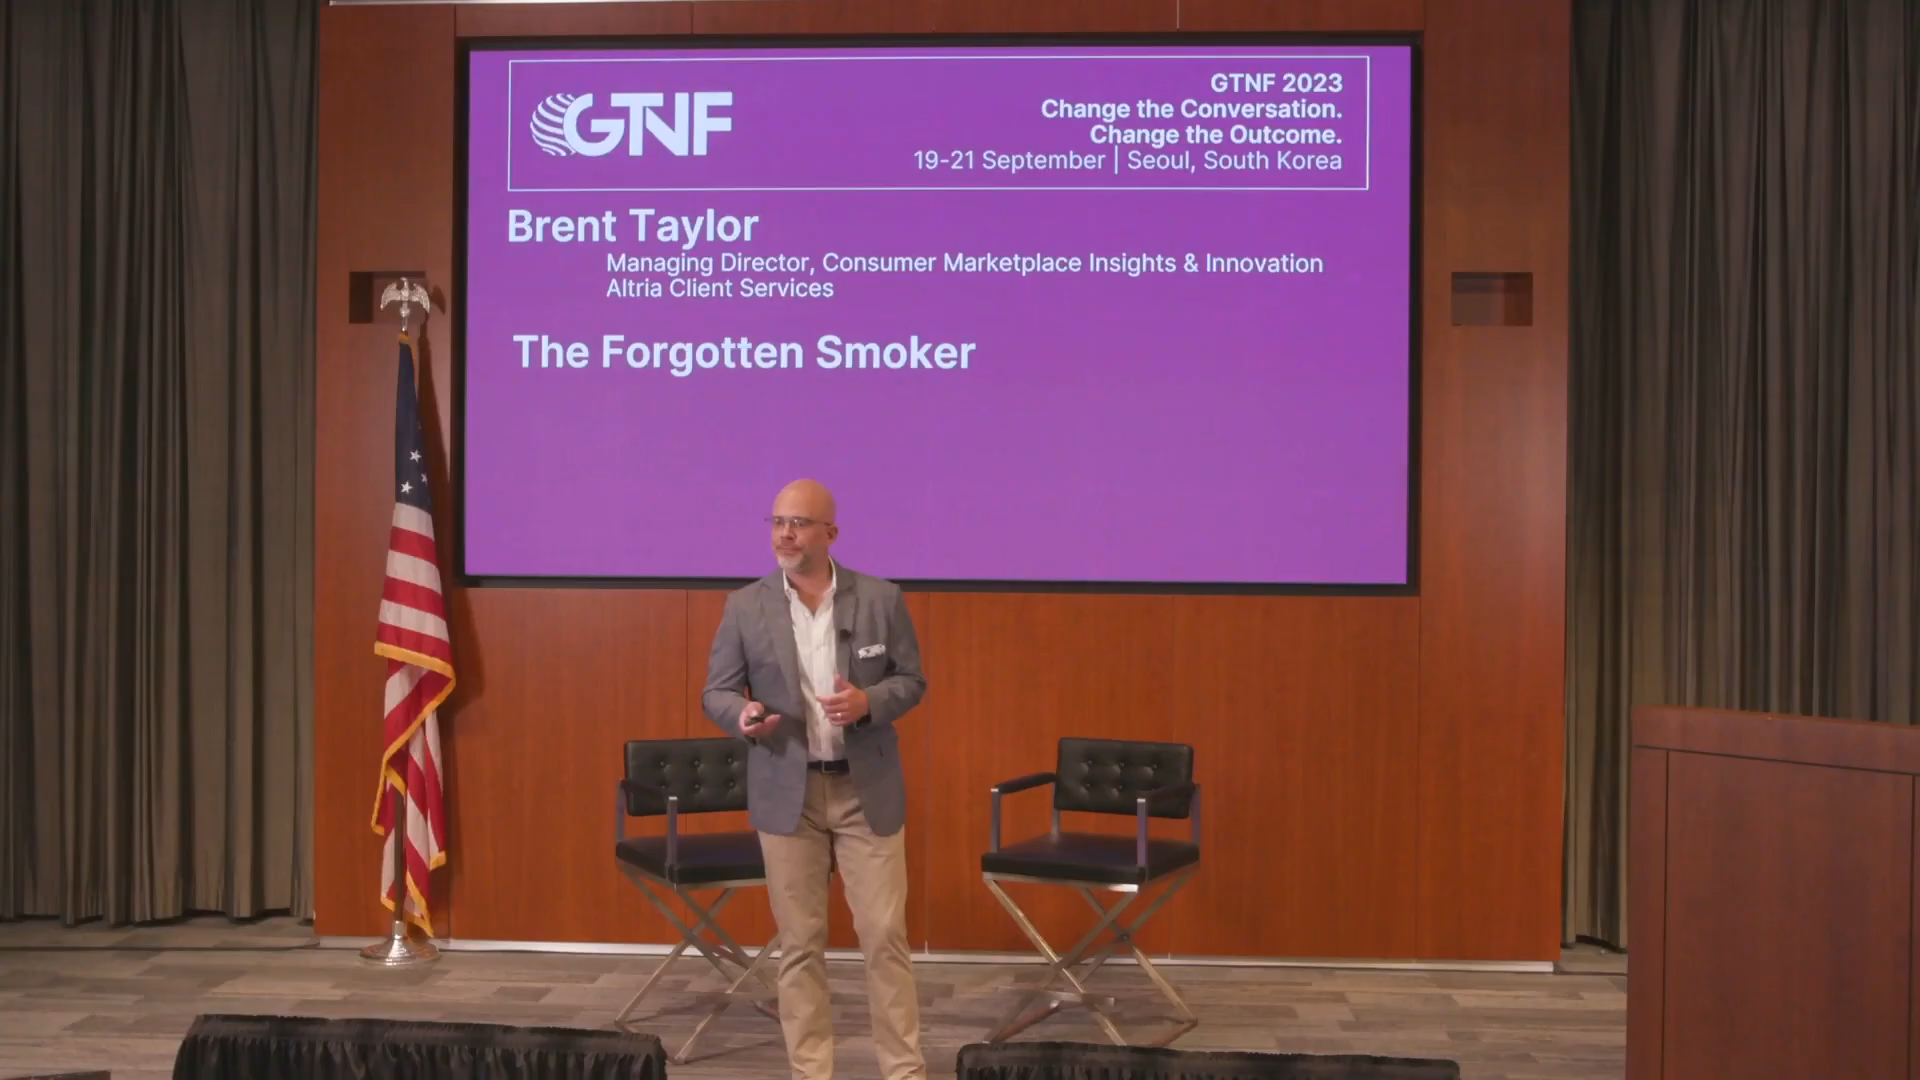 GTNF
GTNF 2023
Change the Conversation.
Change the Outcome.
19-21 September | Seoul, South Korea
Brent Taylor
Managing Director, Consumer Marketplace Insights & Innovation
Altria Client Services
The Forgotten Smoker